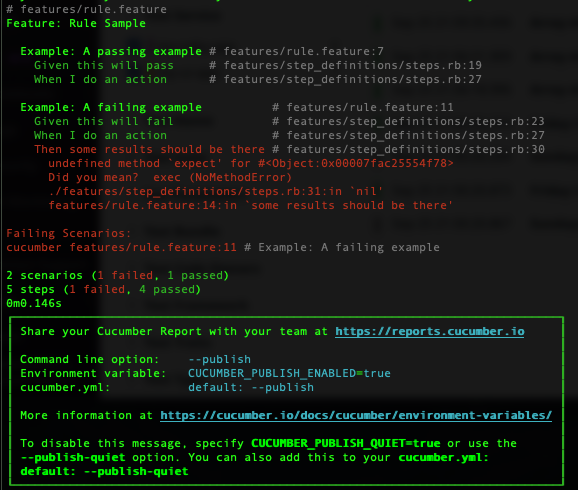 # features/rule.feature
Feature: Rule Sample
Example: A passing example # features/rule.feature:7
Given this will pass # features/step_definitions/steps.rb:19
When I do an action # features/step_definitions/steps.rb:27
Example: A failing example # features/rule.feature:11
Given this will fail # features/step_definitions/steps.rb:23
When I do an action # features/step_definitions/steps.rb:27
Then some results should be there # features/step_definitions/steps.rb:30
undefined method `expect' for #<Object:0x00007fac25554f78>
Did you mean?  exec (NoMethodError)
./features/step_definitions/steps.rb:31:in `nil'
features/rule.feature:14:in `some results should be there'
Failing Scenarios:
cucumber features/rule.feature:11 # Example: A failing example
2 scenarios (1 failed, 1 passed)
5 steps (1 failed, 4 passed)
0m0.146s
Share your Cucumber Report with your team at https://reports.cucumber.io
Command line option: --publish
Environment variable: CUCUMBER_PUBLISH_ENABLED=true
cucumber.yml: default: --publish
More information at https://cucumber.io/docs/cucumber/environment-variables/
To disable this message, specify CUCUMBER_PUBLISH_QUIET=true or use the
--publish-quiet option. You can also add this to your cucumber.yml:
default: --publish-quiet